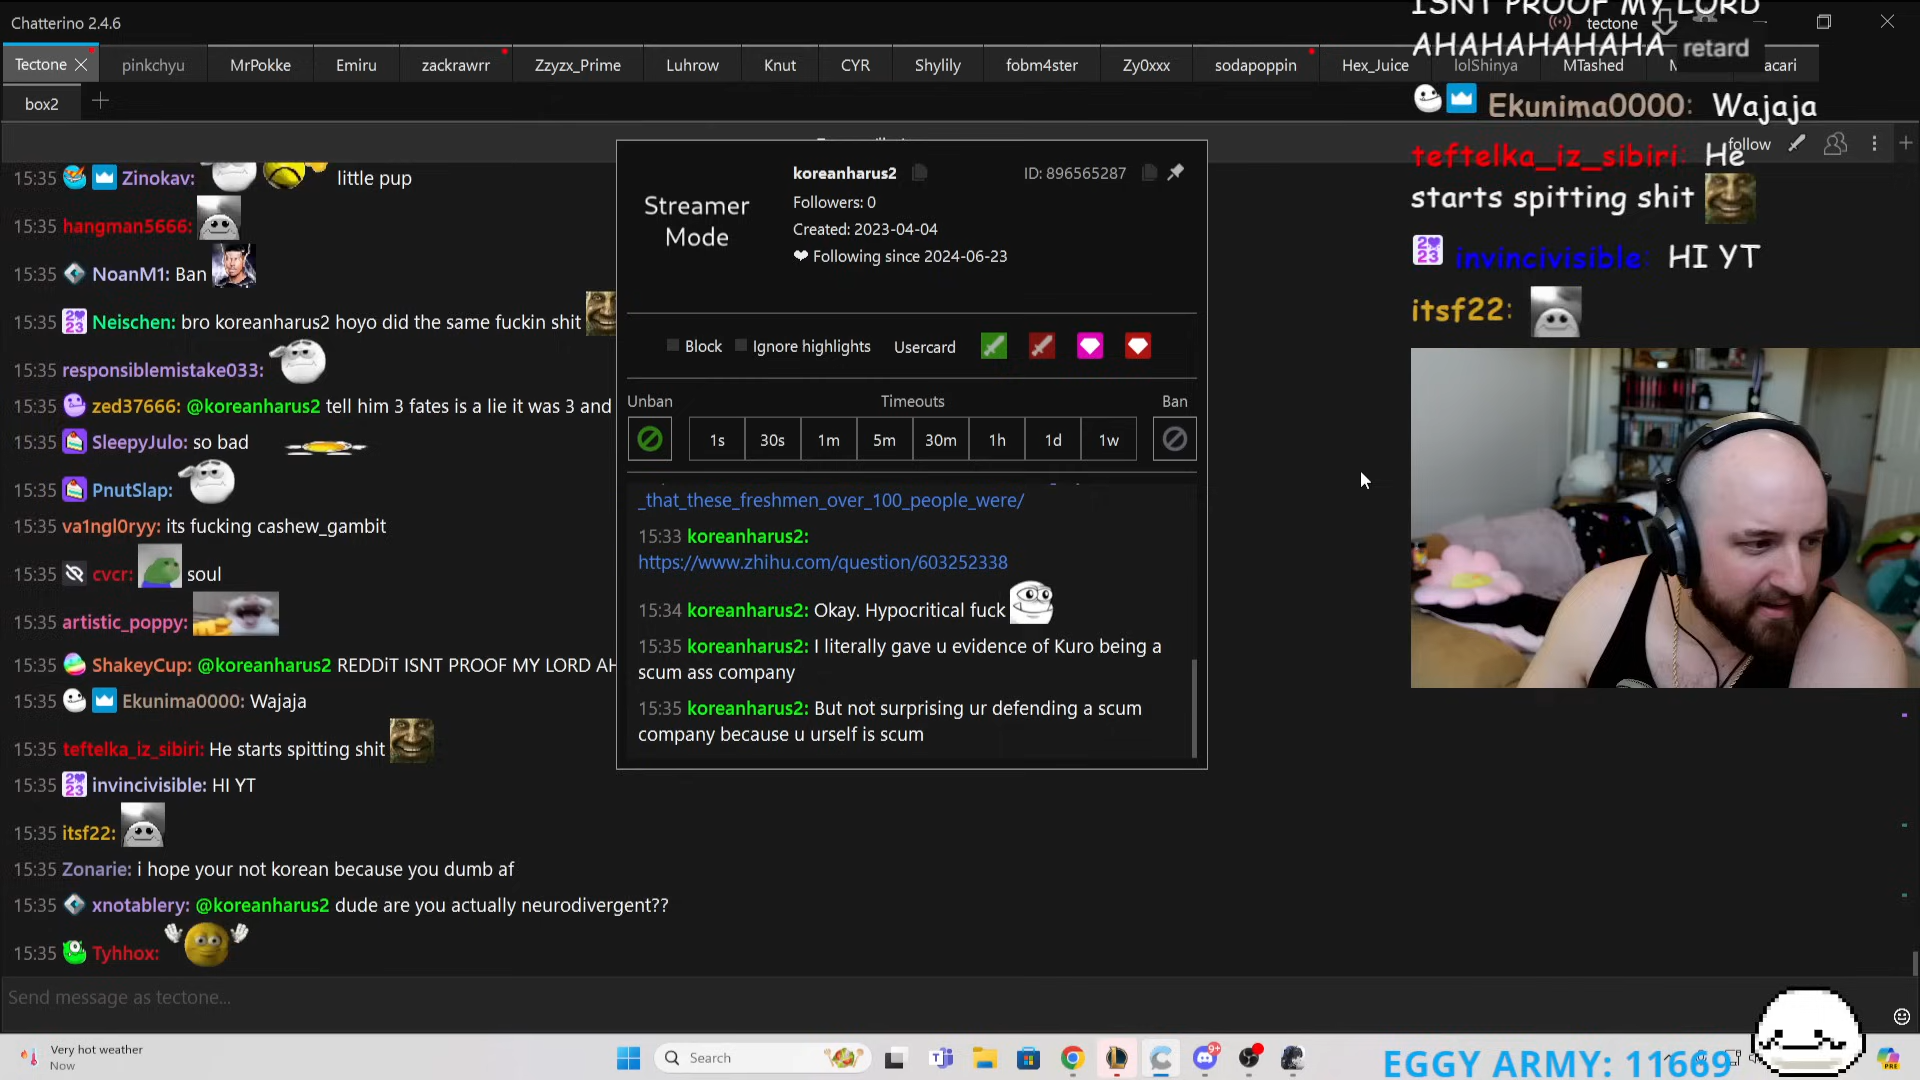 Chatterino 2.4.6
tectone
Tectone
pinkchyu
MrPokke
Emiru
zackrawrr
Zzyzx_Prime
Luhrow
Knut
CYR
Shylily
fobm4ster
Zy0xxx
sodapoppin
Hex_Juice
lolShinya
MTashed
box2
follow
15:35 Zinokav: little pup
15:35 hangman5666:
15:35 NoanM1: Ban
15:35 Neischen: bro koreanharus2 hoyo did the same fuckin shit
15:35 responsiblemistake033:
15:35 zed37666: @koreanharus2 tell him 3 fates is a lie it was 3 and
15:35 SleepyJulo: so bad
15:35 PnutSlap:
15:35 va1ngl0ryy: its fucking cashew_gambit
15:35 cvcr: soul
15:35 artistic_poppy:
15:35 ShakeyCup: @koreanharus2 REDDiT ISNT PROOF MY LORD AH
15:35 Ekunima0000: Wajaja
15:35 teftelka_iz_sibiri: He starts spitting shit
15:35 invincivisible: HI YT
15:35 itsf22:
15:35 Zonarie: i hope your not korean because you dumb af
15:35 xnotablery: @koreanharus2 dude are you actually neurodivergent??
15:35 Tyhhox:
Send message as tectone...
Streamer
Mode
koreanharus2
ID: 896565287
Followers: 0
Created: 2023-04-04
❤ Following since 2024-06-23
Block
Ignore highlights
Usercard
Unban
Timeouts
Ban
1s
30s
1m
5m
30m
1h
1d
1w
_that_these_freshmen_over_100_people_were/
15:33 koreanharus2:
https://www.zhihu.com/question/603252338
15:34 koreanharus2: Okay. Hypocritical fuck
15:35 koreanharus2: I literally gave u evidence of Kuro being a
scum ass company
15:35 koreanharus2: But not surprising ur defending a scum
company because u urself is scum
ISNT PROOF MY LORD
AHAHAHAHAHA retard
Ekunima0000: Wajaja
teftelka_iz_sibiri: He
starts spitting shit
invincivisible: HI YT
itsf22:
Very hot weather
Now
Search
9+
EGGY ARMY: 11669